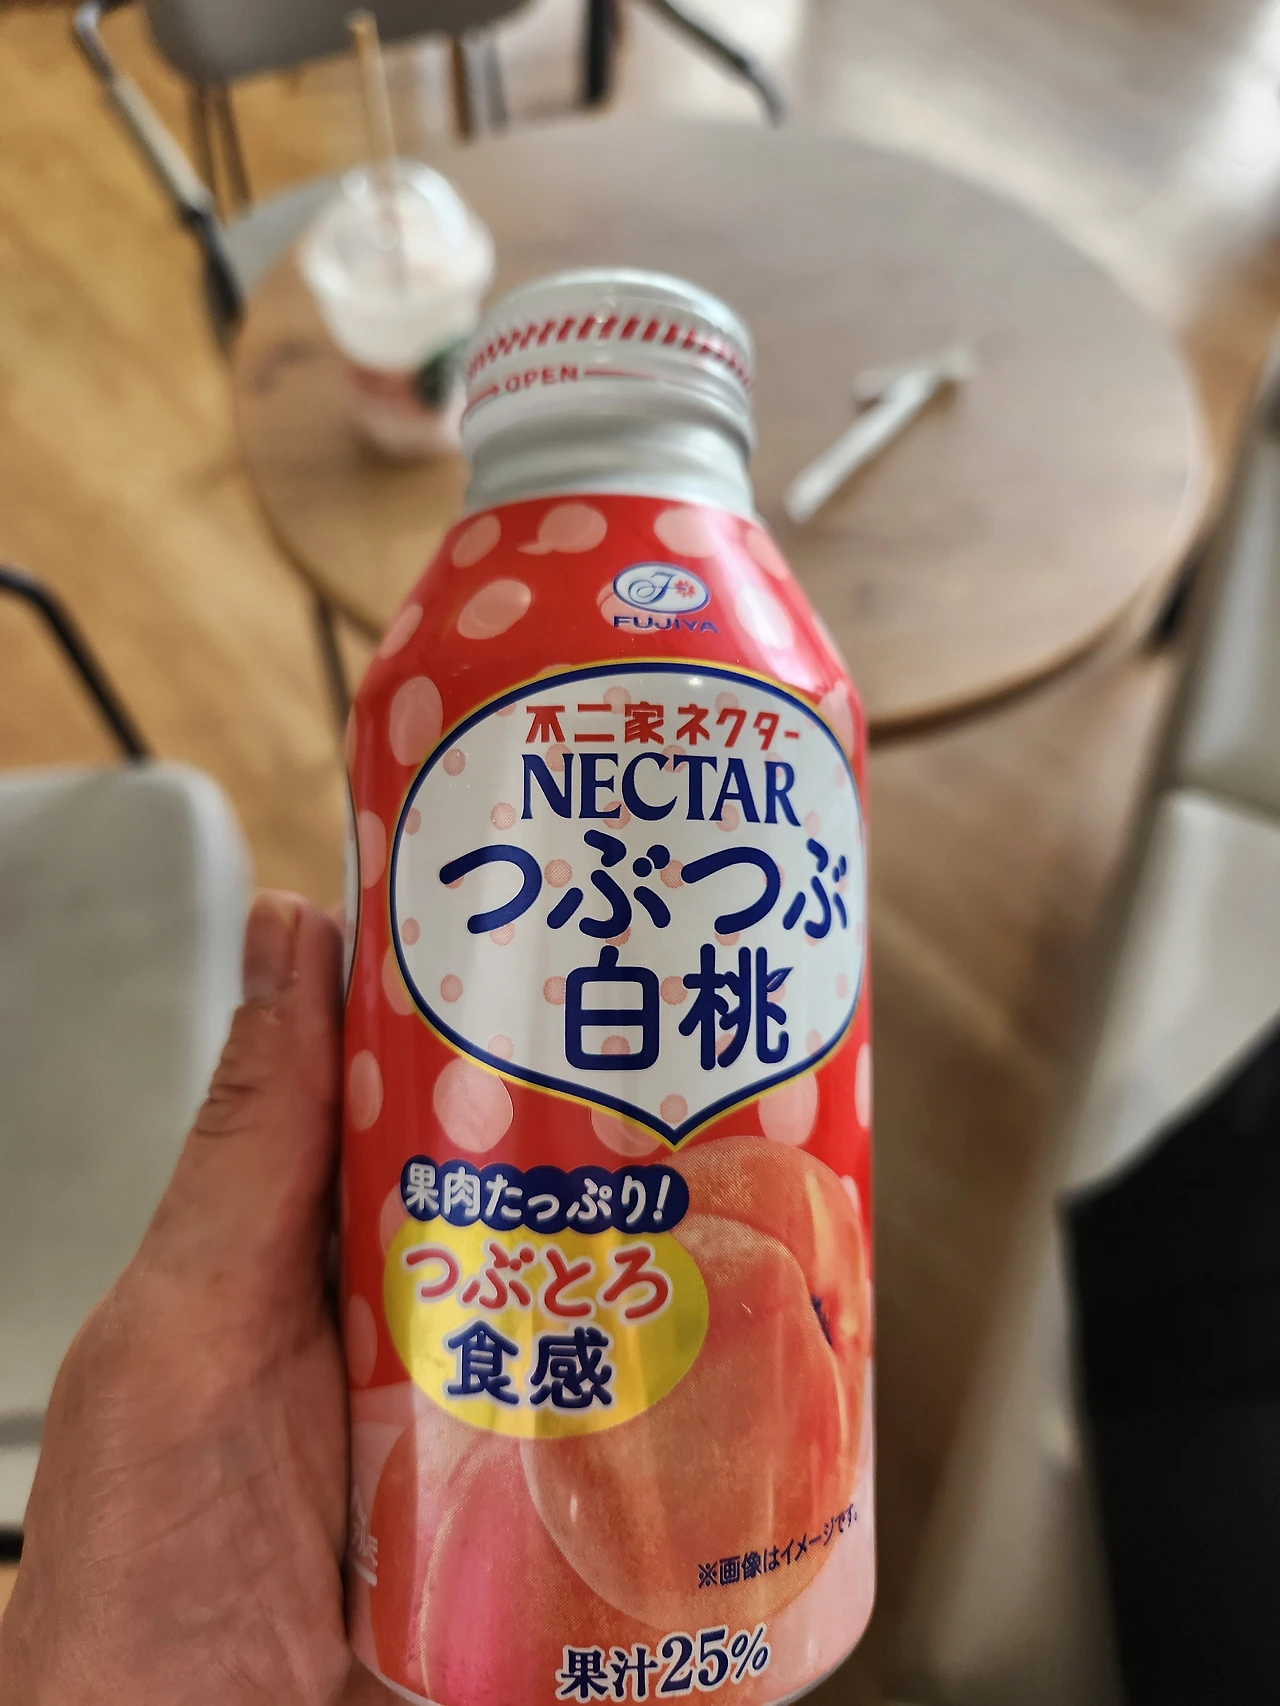 OPEN
FUJIYA
不二家ネクター
NECTAR
つぶつぶ
白桃
果肉たっぷり!
つぶとろ
食感
※画像はイメージです。
果汁25%